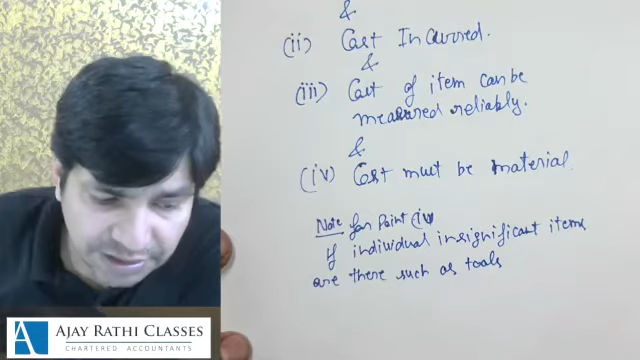 &
(ii) Cost Incurred.
&
(iii) Cost of item can be
measured reliably.
&
(iv) Cost must be material.
Note for Point (iv
If individual insignificant items
are there such as tools
AJAY RATHI CLASSES
CHARTERED ACCOUNTANTS